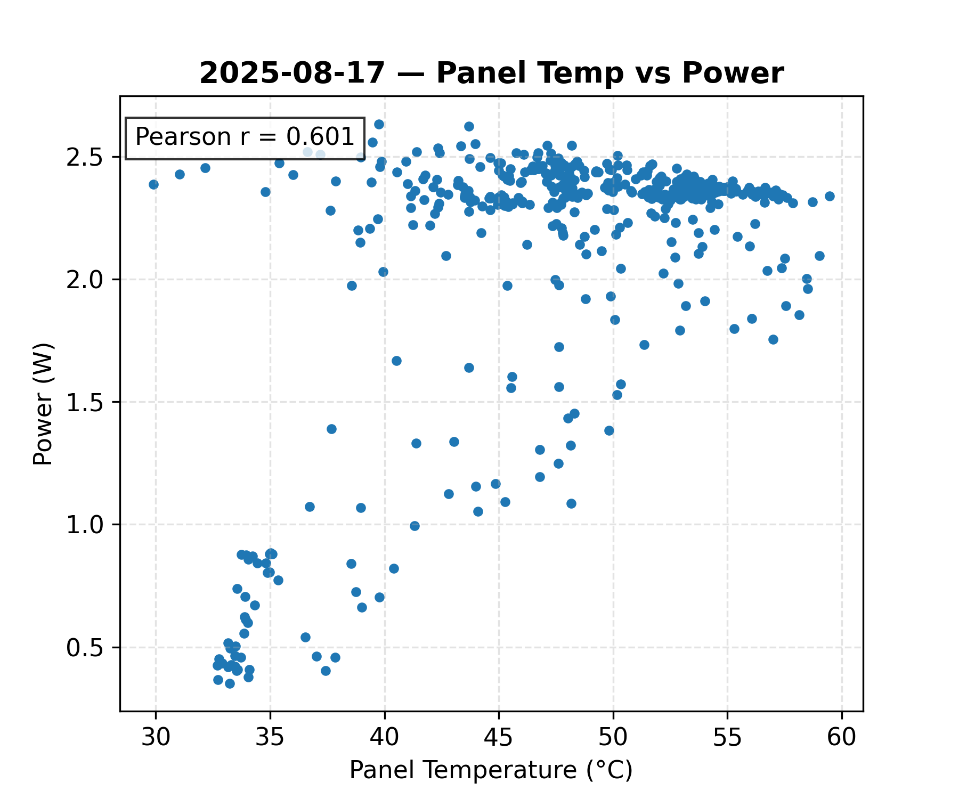 2025-08-17 — Panel Temp vs Power
Pearson r = 0.601
2.5
2.0
1.5
1.0
0.5
Power (W)
30 35 40 45 50 55 60
Panel Temperature (°C)